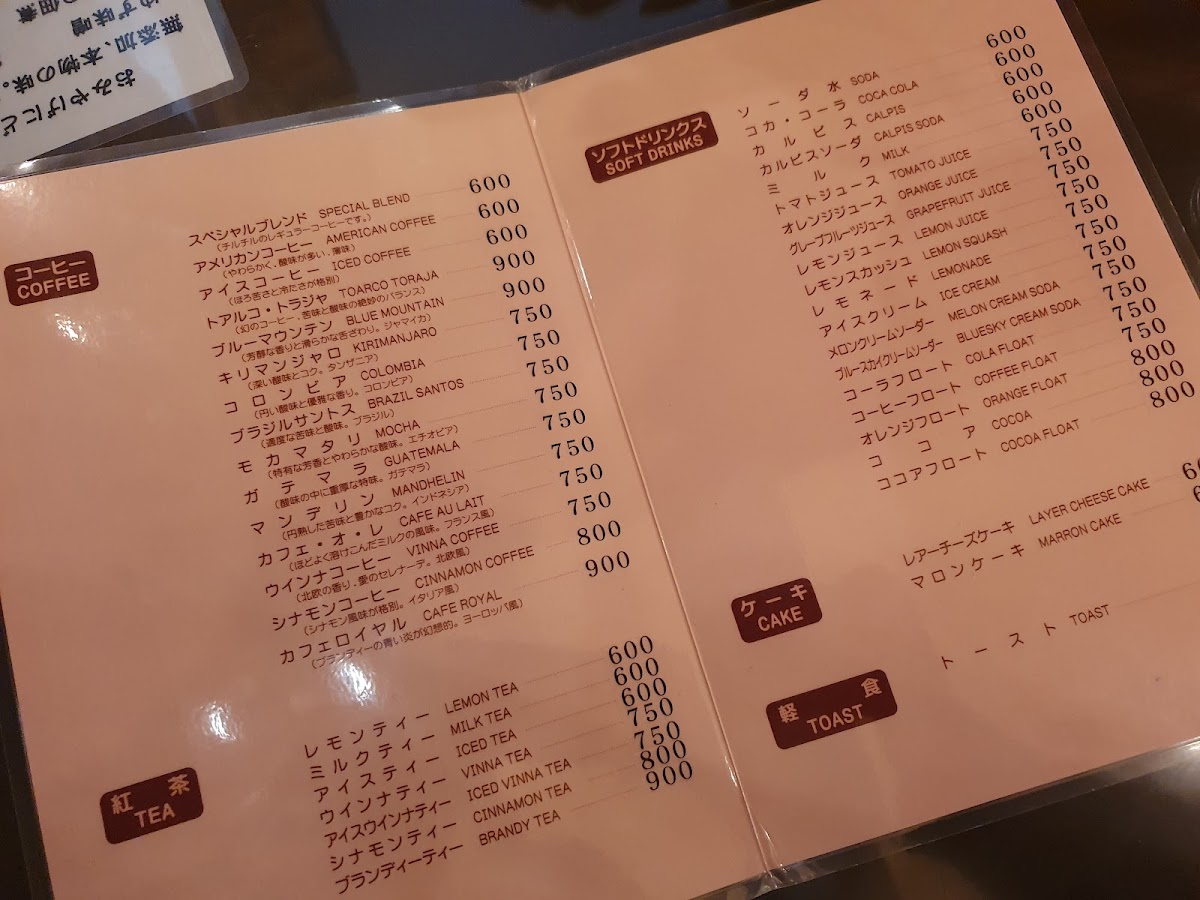 おみやげにど
無添加、本物の味。
ゆず味噌
の佃煮
コーヒー
COFFEE
スペシャルブレンド SPECIAL BLEND 600
（チルチルのレギュラーコーヒーです。）
アメリカンコーヒー AMERICAN COFFEE 600
（やわらかく、酸味が多い、薄味）
アイスコーヒー ICED COFFEE 600
（ほろ苦さと冷たさが格別）
トアルコ・トラジャ TOARCO TORAJA 900
（幻のコーヒー、苦味と酸味の絶妙のバランス）
ブルーマウンテン BLUE MOUNTAIN 900
（芳醇な香りと滑らかな舌ざわり。ジャマイカ）
キリマンジャロ KIRIMANJARO 750
（深い酸味とコク。タンザニア）
コロンビア COLOMBIA 750
（円い酸味と優雅な香り。コロンビア）
ブラジルサントス BRAZIL SANTOS 750
（適度な苦味と酸味。ブラジル）
モカマタリ MOCHA 750
（特有な芳香とやわらかな酸味。エチオピア）
ガテマラ GUATEMALA 750
（酸味の中に重厚な特味。ガテマラ）
マンデリン MANDHELIN 750
（円熟した苦味と豊かなコク。インドネシア）
カフェ・オ・レ CAFE AU LAIT 750
（ほどよく溶けこんだミルクの風味。フランス風）
ウインナコーヒー VINNA COFFEE 750
（北欧の香り、愛のセレナーデ。北欧風）
シナモンコーヒー CINNAMON COFFEE 800
（シナモン風味が格別。イタリア風）
カフェロイヤル CAFE ROYAL 900
（ブランディーの青い炎が幻想的。ヨーロッパ風）
紅茶
TEA
レモンティー LEMON TEA 600
ミルクティー MILK TEA 600
アイスティー ICED TEA 600
ウインナティー VINNA TEA 750
アイスウインナティー ICED VINNA TEA 750
シナモンティー CINNAMON TEA 800
ブランディーティー BRANDY TEA 900
ソフトドリンクス
SOFT DRINKS
ソーダ水 SODA 600
コカ・コーラ COCA COLA 600
カルピス CALPIS 600
カルピスソーダ CALPIS SODA 600
ミルク MILK 600
トマトジュース TOMATO JUICE 750
オレンジジュース ORANGE JUICE 750
グレープフルーツジュース GRAPEFRUIT JUICE 750
レモンジュース LEMON JUICE 750
レモンスカッシュ LEMON SQUASH 750
レモネード LEMONADE 750
アイスクリーム ICE CREAM 750
メロンクリームソーダー MELON CREAM SODA 750
ブルースカイクリームソーダー BLUESKY CREAM SODA 750
コーラフロート COLA FLOAT 750
コーヒーフロート COFFEE FLOAT 750
オレンジフロート ORANGE FLOAT 800
ココア COCOA 800
ココアフロート COCOA FLOAT 800
ケーキ
CAKE
レアーチーズケーキ LAYER CHEESE CAKE
マロンケーキ MARRON CAKE
軽食
TOAST
トースト TOAST